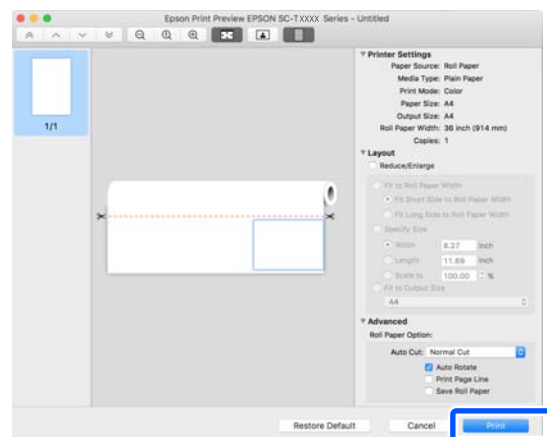 Epson Print Preview EPSON SC-TXXXX Series - Untitled
1/1
Printer Settings
Paper Source: Roll Paper
Media Type: Plain Paper
Print Mode: Color
Paper Size: A4
Output Size: A4
Roll Paper Width: 36 inch (914 mm)
Copies: 1
Layout
Reduce/Enlarge
Fit to Roll Paper Width
Fit Short Side to Roll Paper Width
Fit Long Side to Roll Paper Width
Specify Size
Width 8.27 inch
Length 11.69 inch
Scale to 100.00 %
Fit to Output Size
A4
Advanced
Roll Paper Option:
Auto Cut: Normal Cut
Auto Rotate
Print Page Line
Save Roll Paper
Restore Default Cancel Print